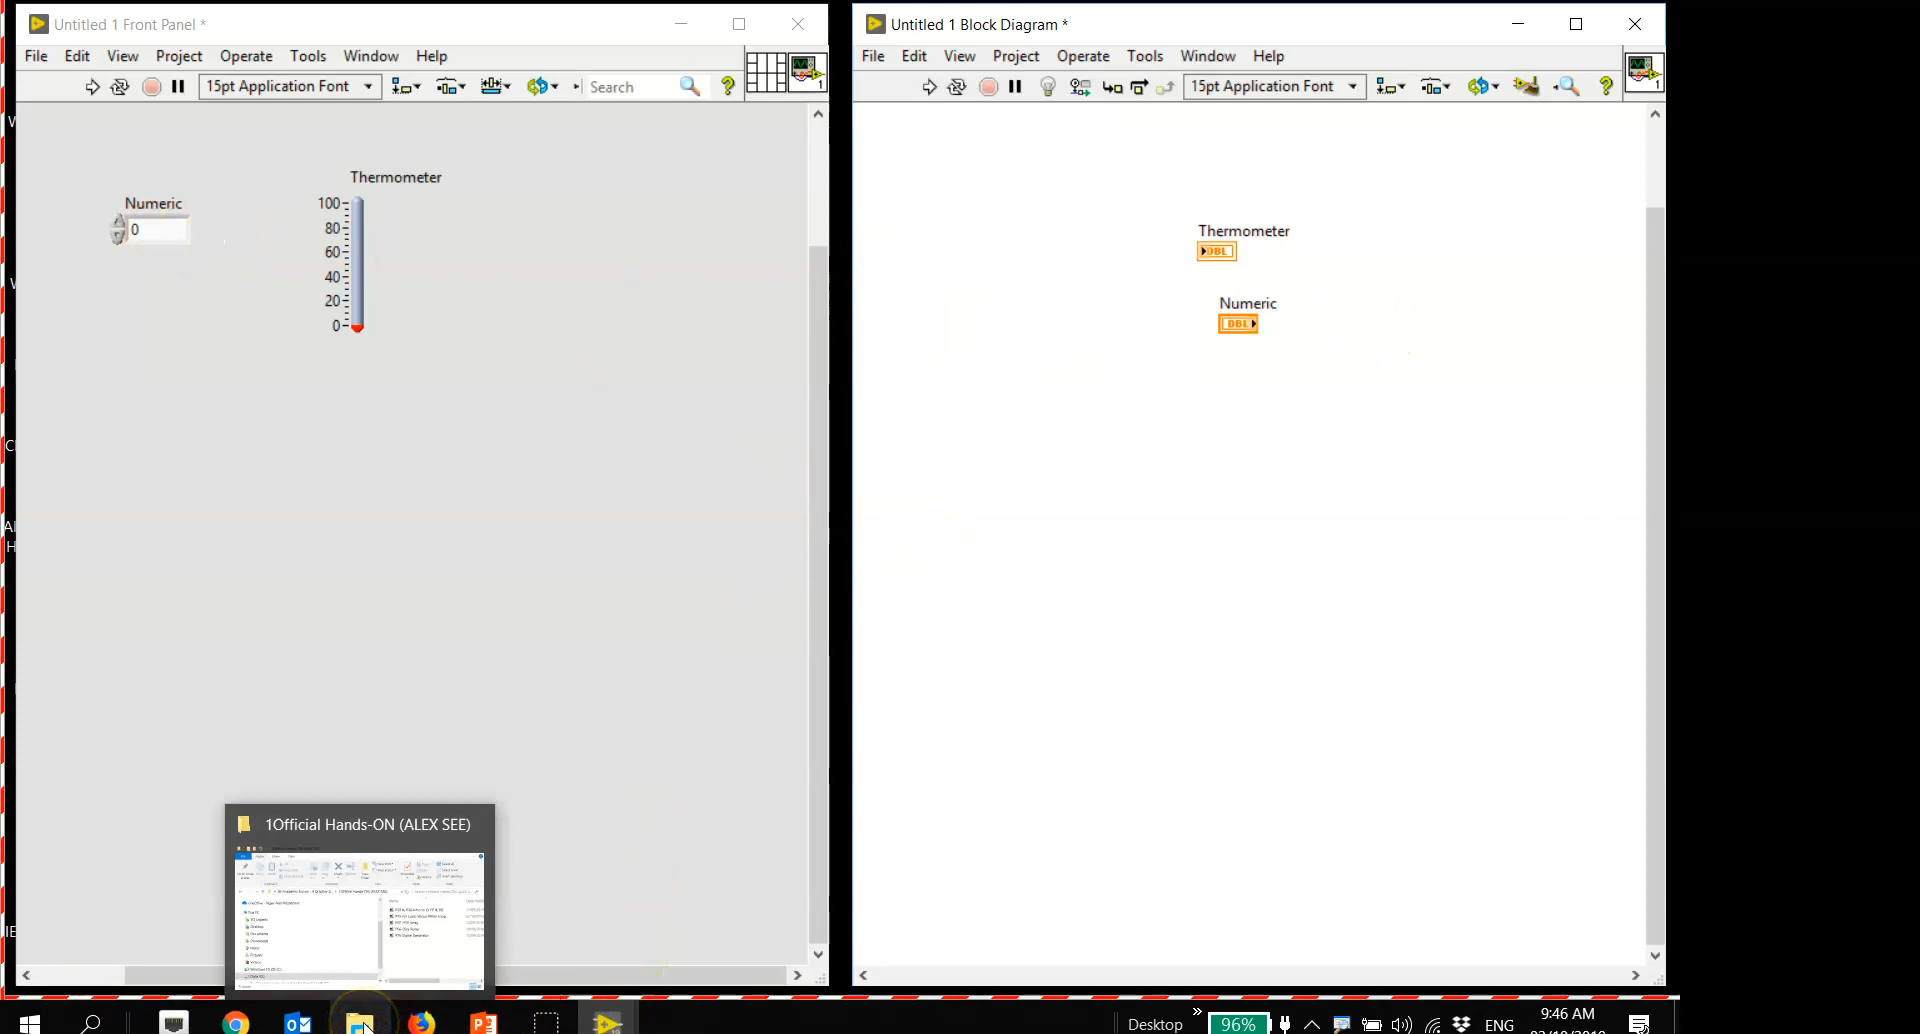 Untitled 1 Front Panel *
File Edit View Project Operate Tools Window Help
15pt Application Font
Search
1
Thermometer
Numeric
0
100
80
60
40
20
0
Untitled 1 Block Diagram *
File Edit View Project Operate Tools Window Help
15pt Application Font
1
Thermometer
DBL
Numeric
DBL
1Official Hands-ON (ALEX SEE)
Desktop
96%
ENG
9:46 AM